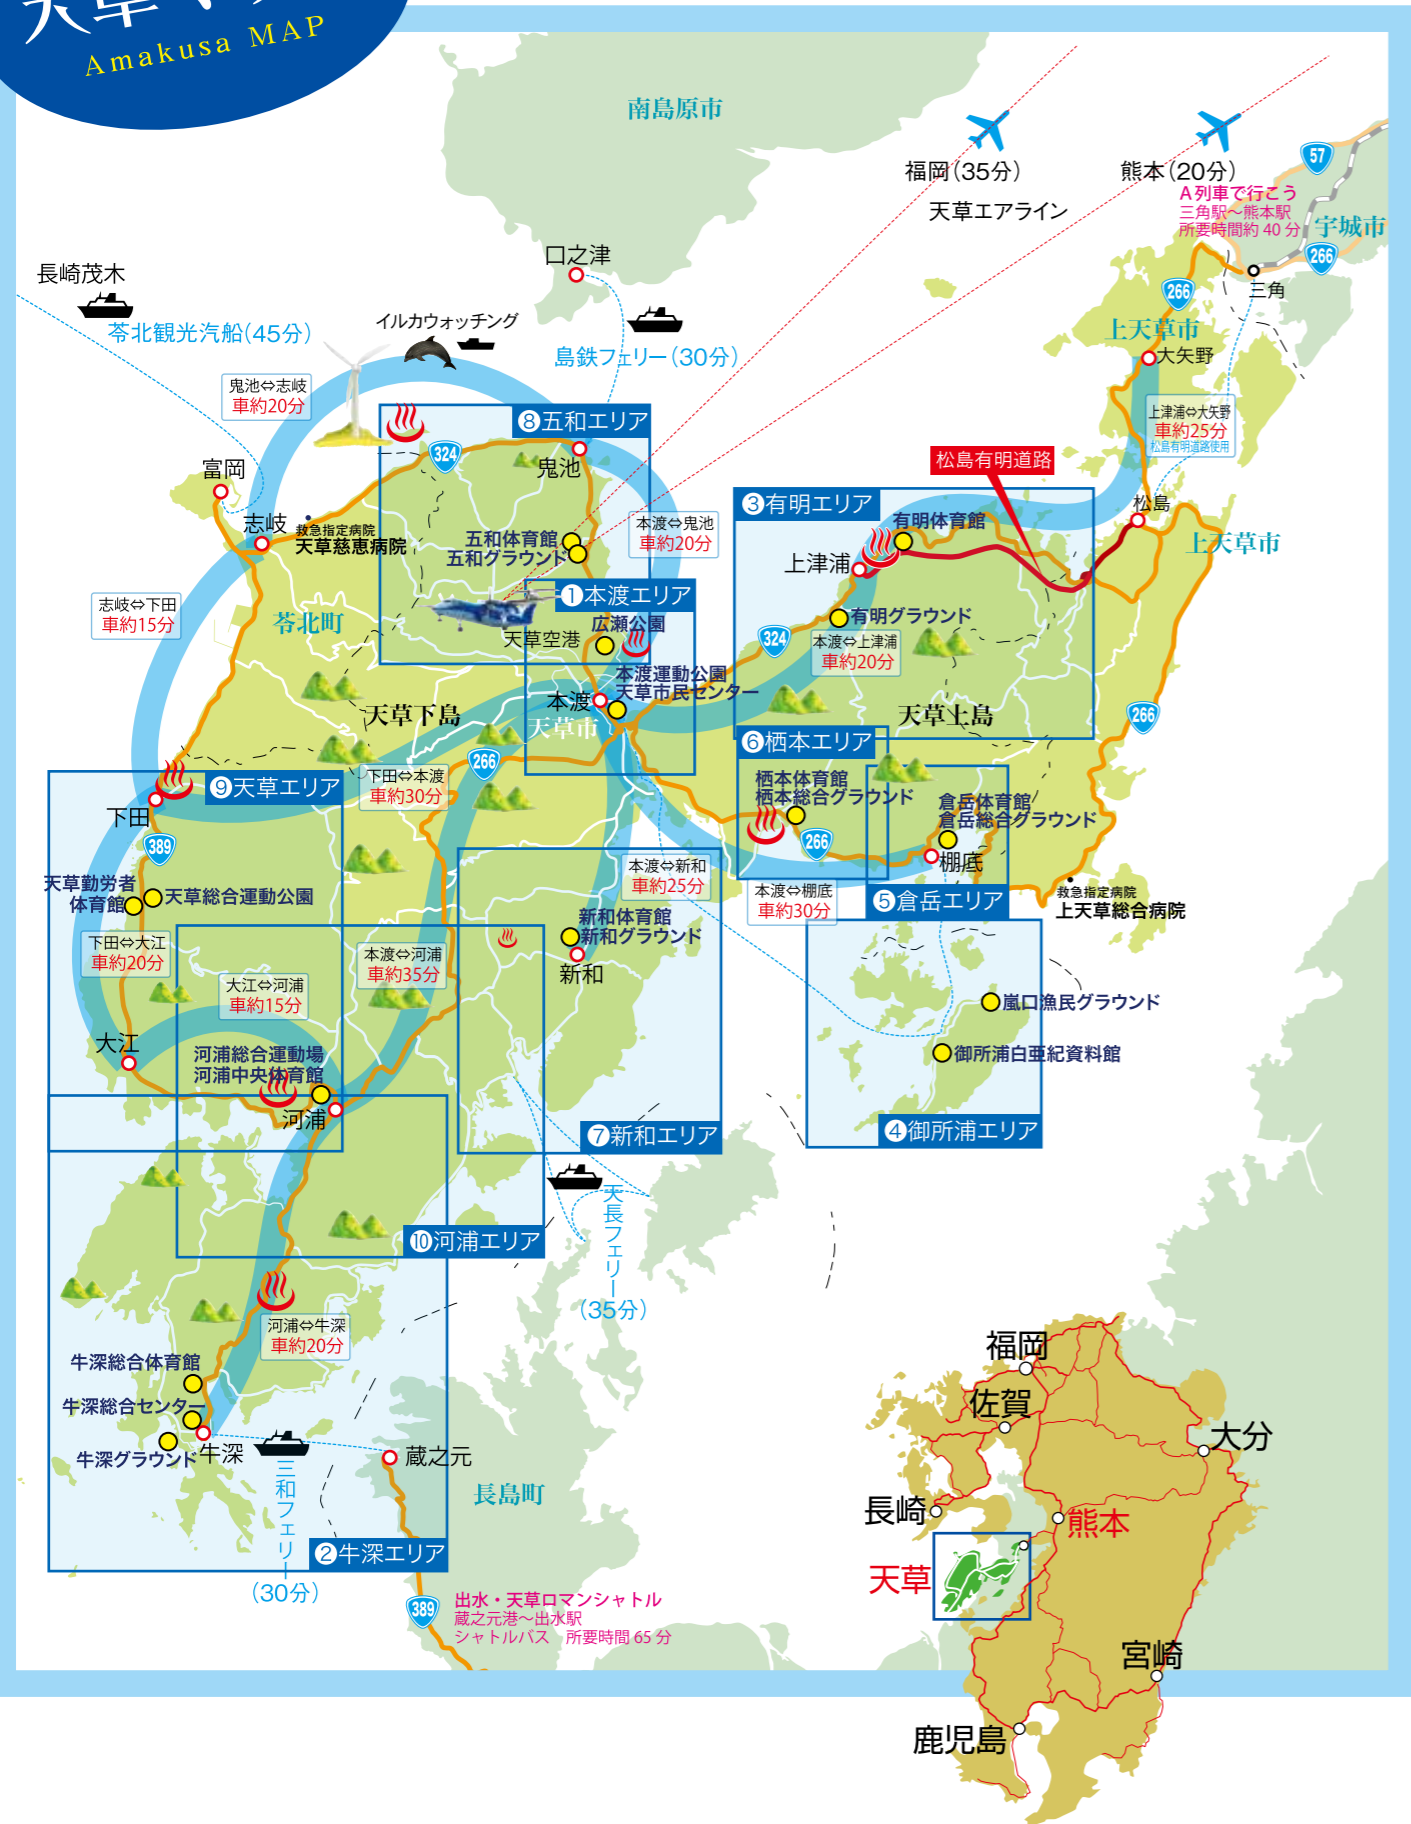 Amakusa MAP
南島原市
福岡(35分)
天草エアライン
熊本(20分)
A列車で行こう
三角駅～熊本駅
所要時間約40分
57
宇城市
266
三角
266
上天草市
大矢野
口之津
長崎茂木
苓北観光汽船(45分)
イルカウォッチング
島鉄フェリー(30分)
鬼池⇔志岐
車約20分
上津浦⇔大矢野
車約25分
松島有明道路使用
❽五和エリア
324
鬼池
富岡
志岐
救急指定病院
天草慈恵病院
五和体育館
五和グラウンド
本渡⇔鬼池
車約20分
松島有明道路
❸有明エリア
有明体育館
上津浦
松島
上天草市
有明グラウンド
324
本渡⇔上津浦
車約20分
志岐⇔下田
車約15分
苓北町
❶本渡エリア
広瀬公園
天草空港
本渡運動公園
天草市民センター
本渡
天草市
天草下島
天草上島
266
266
❻栖本エリア
栖本体育館
栖本総合グラウンド
266
倉岳体育館
倉岳総合グラウンド
棚底
❺倉岳エリア
本渡⇔棚底
車約30分
救急指定病院
上天草総合病院
❾天草エリア
下田
389
下田⇔本渡
車約30分
天草勤労者
体育館
天草総合運動公園
下田⇔大江
車約20分
本渡⇔新和
車約25分
新和体育館
新和グラウンド
新和
本渡⇔河浦
車約35分
大江⇔河浦
車約15分
大江
河浦総合運動場
河浦中央体育館
河浦
嵐口漁民グラウンド
御所浦白亜紀資料館
❹御所浦エリア
❼新和エリア
天長フェリー
(35分)
❿河浦エリア
河浦⇔牛深
車約20分
牛深総合体育館
牛深総合センター
牛深グラウンド
牛深
三和フェリー
(30分)
蔵之元
長島町
❷牛深エリア
389
出水・天草ロマンシャトル
蔵之元港～出水駅
シャトルバス 所要時間65分
福岡
佐賀
大分
長崎
熊本
天草
宮崎
鹿児島